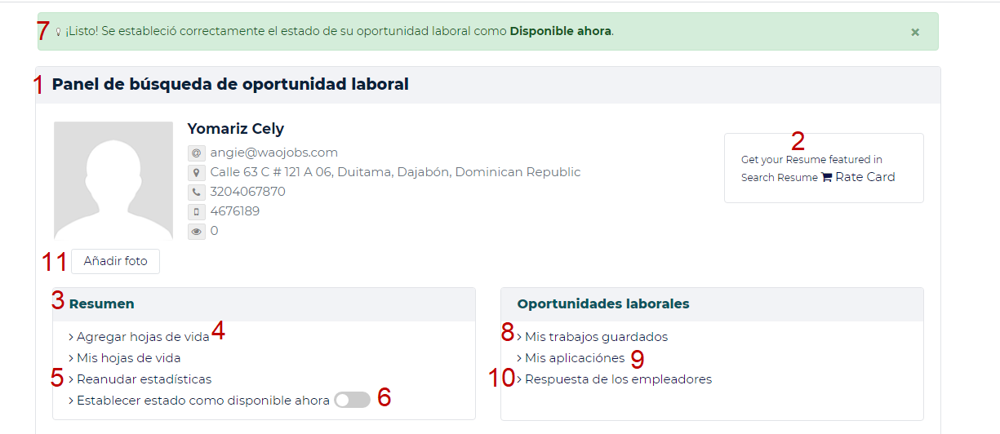 7 ¡Listo! Se estableció correctamente el estado de su oportunidad laboral como Disponible ahora. ×
1 Panel de búsqueda de oportunidad laboral
Yomariz Cely
@ angie@waojobs.com
Calle 63 C # 121 A 06, Duitama, Dajabón, Dominican Republic
3204067870
4676189
0
2
Get your Resume featured in
Search Resume Rate Card
11 Añadir foto
3 Resumen
> Agregar hojas de vida 4
> Mis hojas de vida
5 > Reanudar estadísticas
> Establecer estado como disponible ahora 6
Oportunidades laborales
8 > Mis trabajos guardados
> Mis aplicaciónes 9
10 > Respuesta de los empleadores